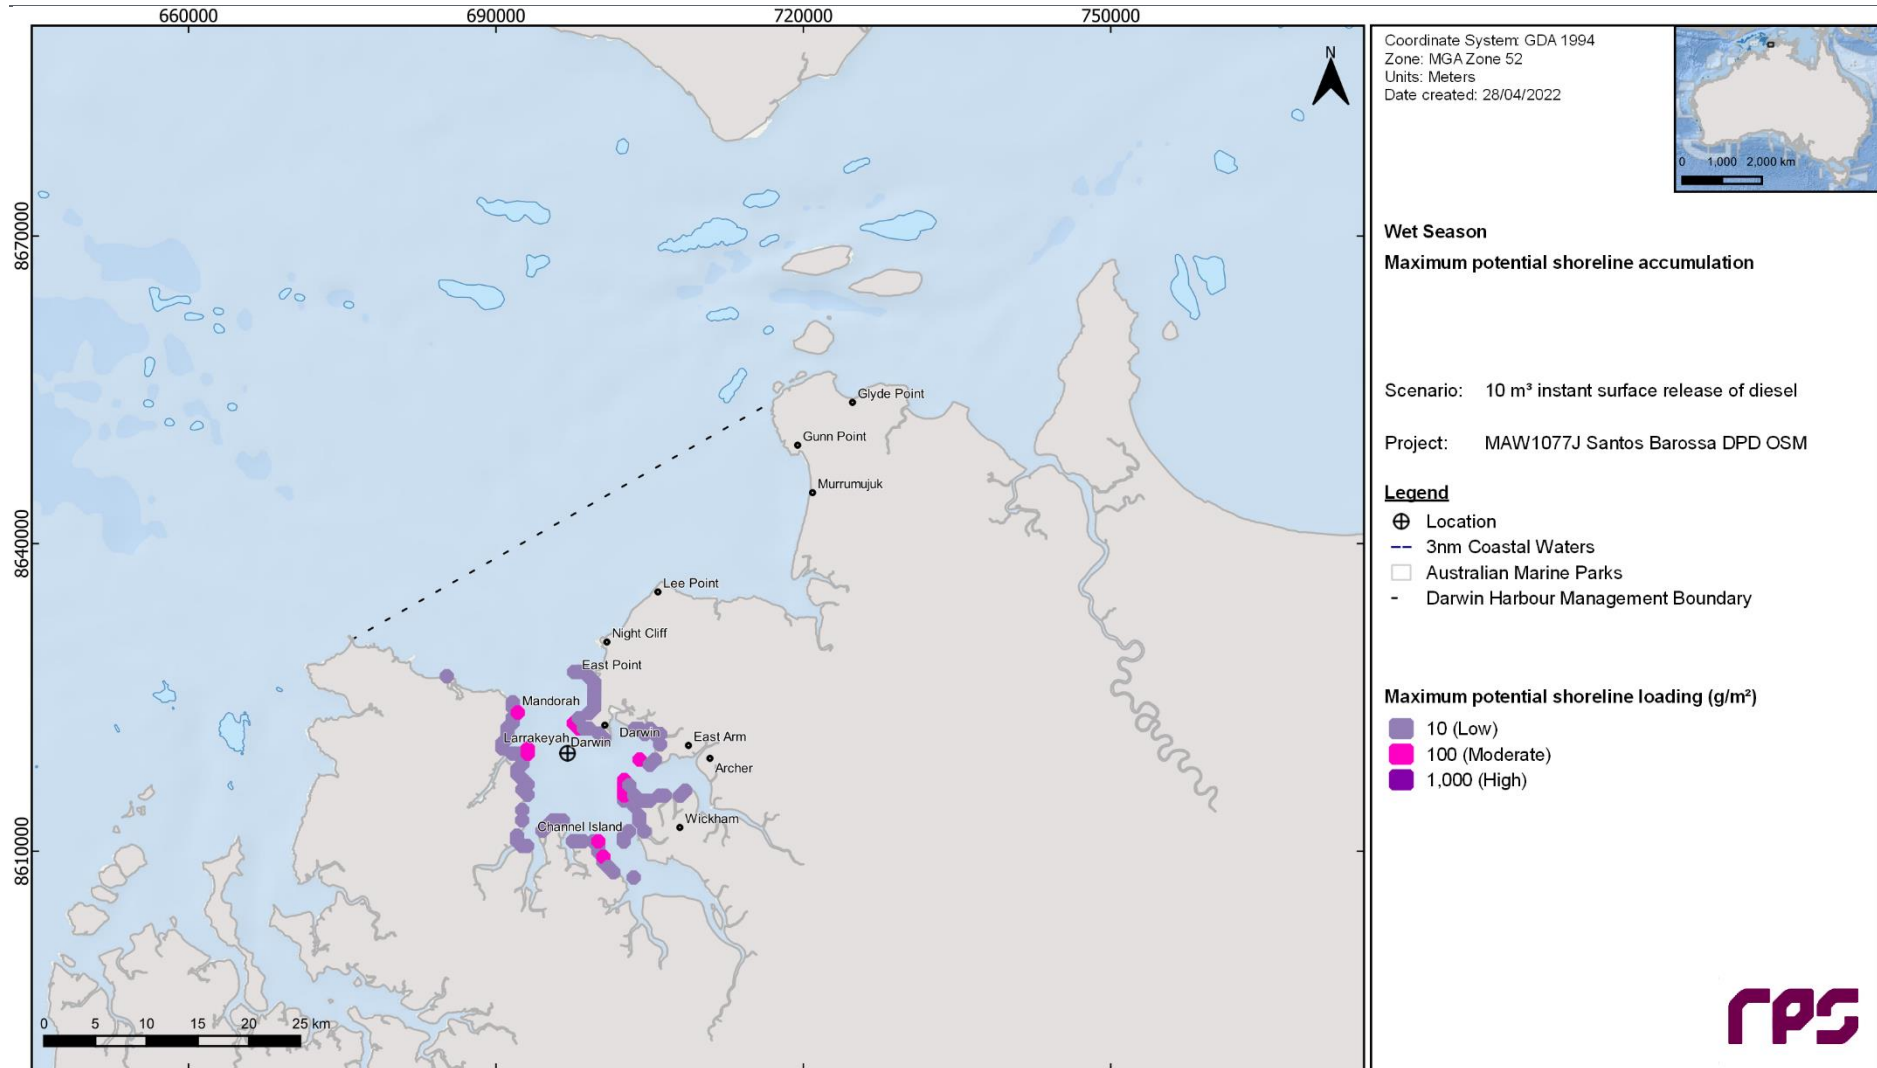 660000
690000
720000
750000
8670000
8640000
8610000
N
Glyde Point
Gunn Point
Murrumujuk
Lee Point
Night Cliff
East Point
Mandorah
Larrakeyah
Darwin
Darwin
East Arm
Archer
Channel Island
Wickham
0 5 10 15 20 25 km
Coordinate System: GDA 1994
Zone: MGA Zone 52
Units: Meters
Date created: 28/04/2022
0 1,000 2,000 km
Wet Season
Maximum potential shoreline accumulation
Scenario: 10 m³ instant surface release of diesel
Project: MAW1077J Santos Barossa DPD OSM
Legend
Location
3nm Coastal Waters
Australian Marine Parks
Darwin Harbour Management Boundary
Maximum potential shoreline loading (g/m²)
10 (Low)
100 (Moderate)
1,000 (High)
rps